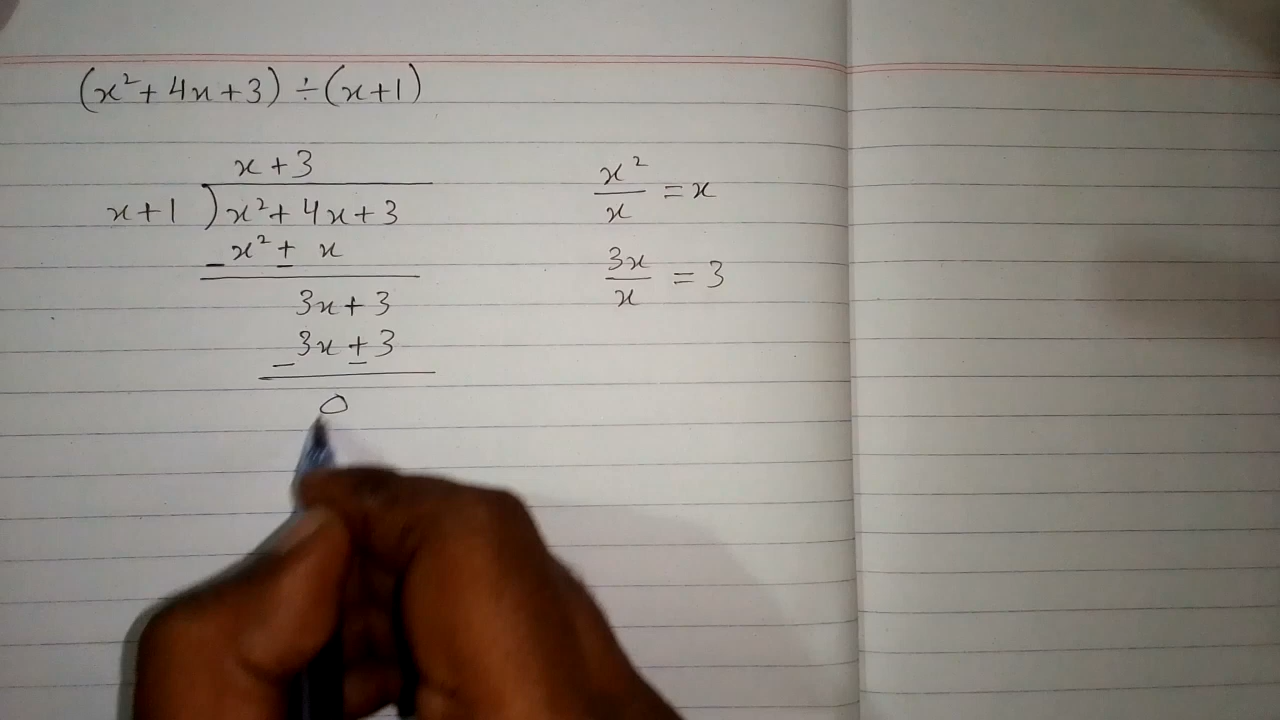 (x² + 4x + 3) ÷ (x + 1)
x + 3
x + 1 ) x² + 4x + 3
_ x² ± x
3x + 3
_ 3x ± 3
0
x²/x = x
3x/x = 3